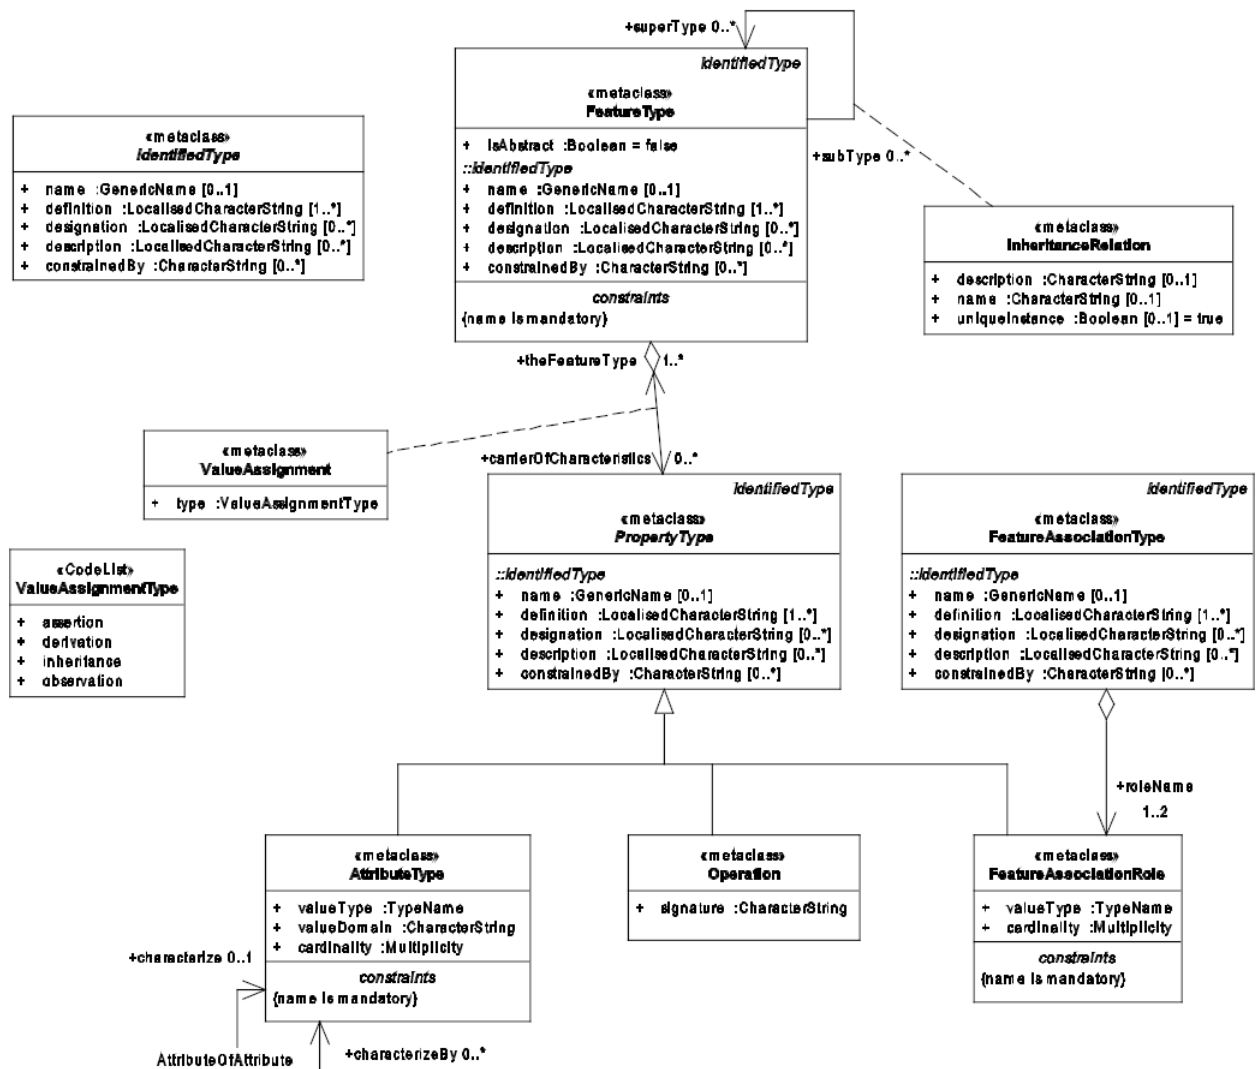 +superType 0..*
IdentifiedType
«metaclass»
FeatureType
+ isAbstract :Boolean = false
::IdentifiedType
+ name :GenericName [0..1]
+ definition :LocalisedCharacterString [1..*]
+ designation :LocalisedCharacterString [0..*]
+ description :LocalisedCharacterString [0..*]
+ constrainedBy :CharacterString [0..*]
constraints
{name is mandatory}
«metaclass»
IdentifiedType
+ name :GenericName [0..1]
+ definition :LocalisedCharacterString [1..*]
+ designation :LocalisedCharacterString [0..*]
+ description :LocalisedCharacterString [0..*]
+ constrainedBy :CharacterString [0..*]
+subType 0..*
«metaclass»
InheritanceRelation
+ description :CharacterString [0..1]
+ name :CharacterString [0..1]
+ uniqueInstance :Boolean [0..1] = true
+theFeatureType 1..*
«metaclass»
ValueAssignment
+ type :ValueAssignmentType
+carrierOfCharacteristics 0..*
«CodeList»
ValueAssignmentType
+ assertion
+ derivation
+ inheritance
+ observation
IdentifiedType
«metaclass»
PropertyType
::IdentifiedType
+ name :GenericName [0..1]
+ definition :LocalisedCharacterString [1..*]
+ designation :LocalisedCharacterString [0..*]
+ description :LocalisedCharacterString [0..*]
+ constrainedBy :CharacterString [0..*]
IdentifiedType
«metaclass»
FeatureAssociationType
::IdentifiedType
+ name :GenericName [0..1]
+ definition :LocalisedCharacterString [1..*]
+ designation :LocalisedCharacterString [0..*]
+ description :LocalisedCharacterString [0..*]
+ constrainedBy :CharacterString [0..*]
+roleName
1..2
«metaclass»
AttributeType
+ valueType :TypeName
+ valueDomain :CharacterString
+ cardinality :Multiplicity
constraints
{name is mandatory}
«metaclass»
Operation
+ signature :CharacterString
«metaclass»
FeatureAssociationRole
+ valueType :TypeName
+ cardinality :Multiplicity
constraints
{name is mandatory}
+characterize 0..1
AttributeOfAttribute
+characterizeBy 0..*